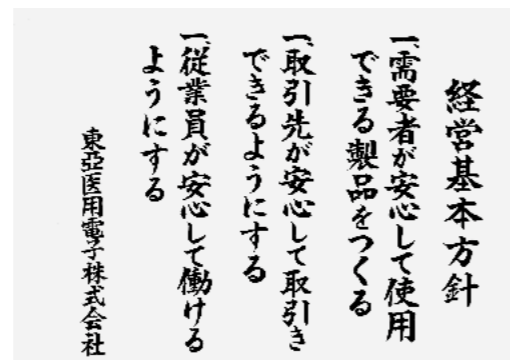 経営基本方針
一、需要者が安心して使用
できる製品をつくる
一、取引先が安心して取引き
できるようにする
一、従業員が安心して働ける
ようにする
東亞医用電子株式会社